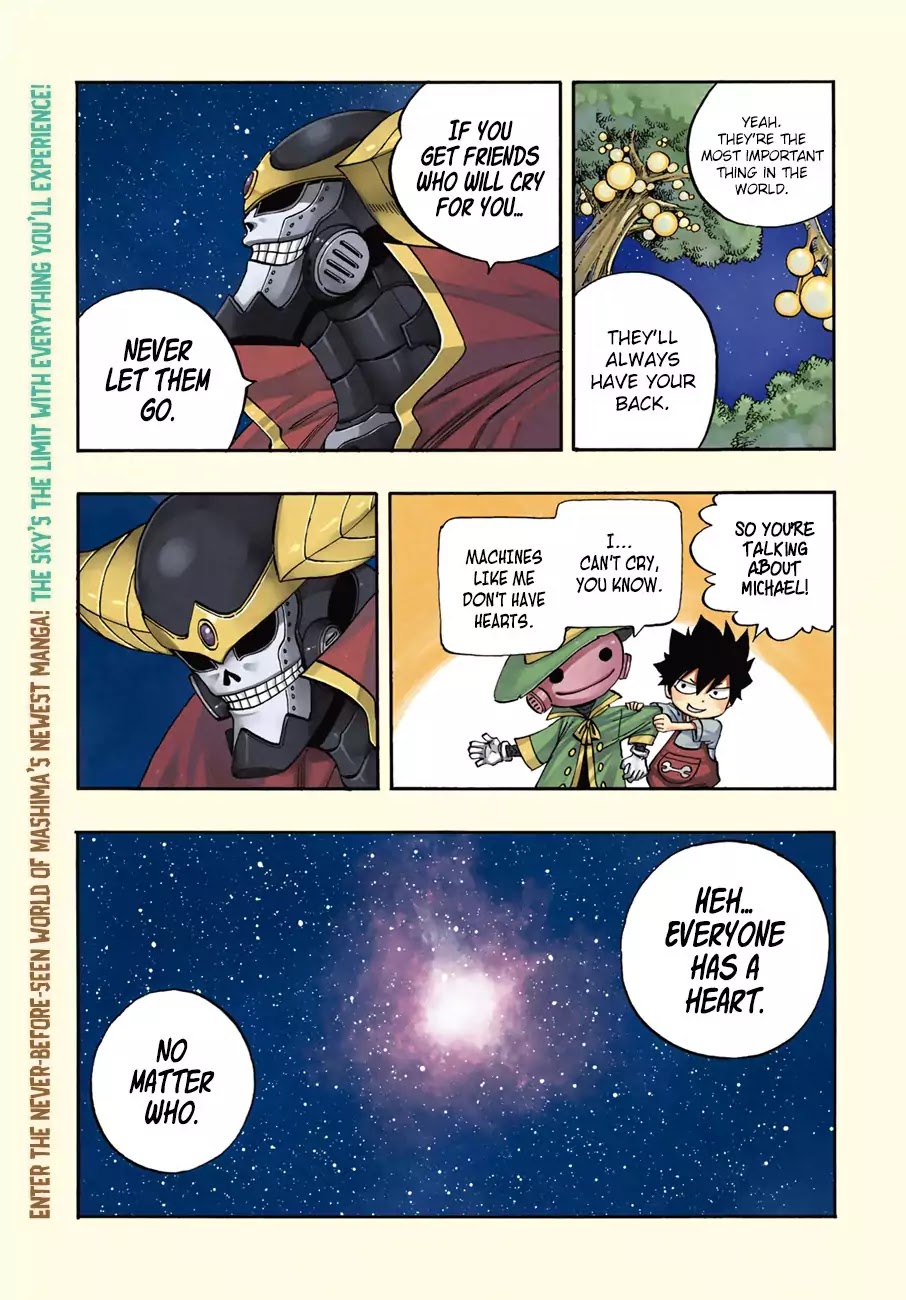 YEAH.
THEY'RE THE
MOST IMPORTANT
THING IN THE
WORLD.
THEY'LL
ALWAYS
HAVE YOUR
BACK.
IF YOU
GET FRIENDS
WHO WILL CRY
FOR YOU...
NEVER
LET THEM
GO.
SO YOU'RE
TALKING
ABOUT
MICHAEL!
I...
CAN'T CRY,
YOU KNOW.
MACHINES
LIKE ME
DON'T HAVE
HEARTS.
HEH...
EVERYONE
HAS A
HEART.
NO
MATTER
WHO.
ENTER THE NEVER-BEFORE-SEEN WORLD OF MASHIMA'S NEWEST MANGA! THE SKY'S THE LIMIT WITH EVERYTHING YOU'LL EXPERIENCE!